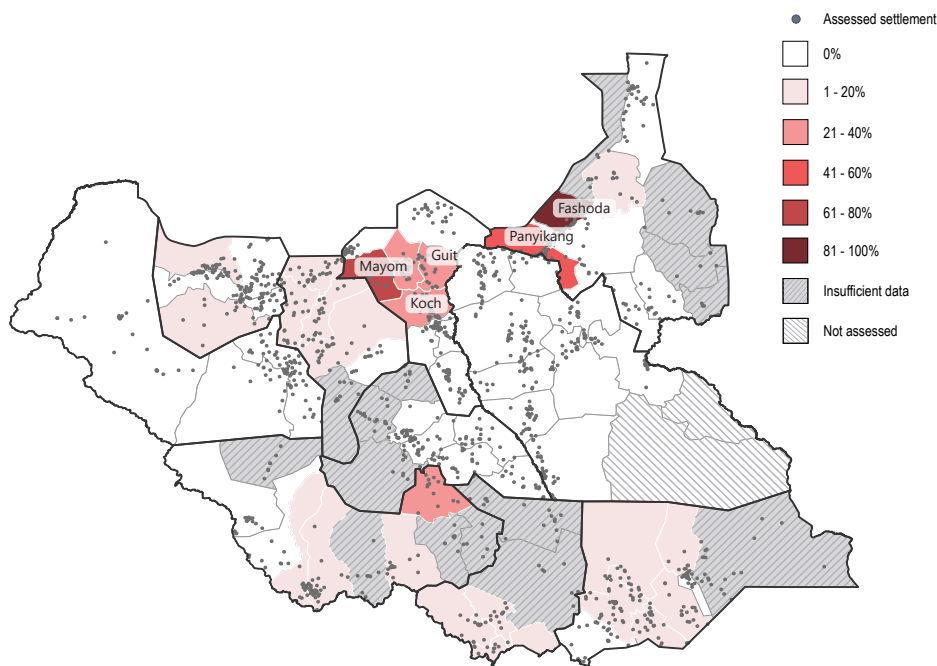 Assessed settlement
0%
1 - 20%
21 - 40%
41 - 60%
61 - 80%
81 - 100%
Insufficient data
Not assessed
Fashoda
Panyikang
Guit
Mayom
Koch